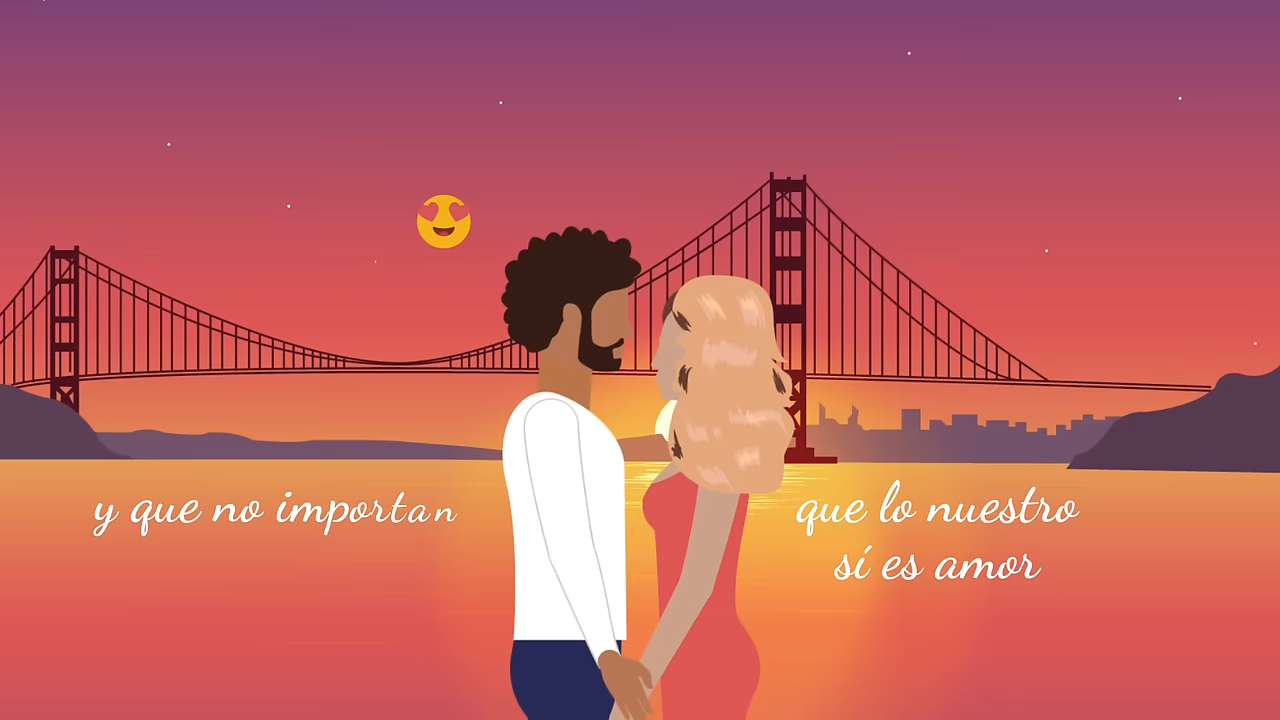 y que no importan
que lo nuestro
sí es amor